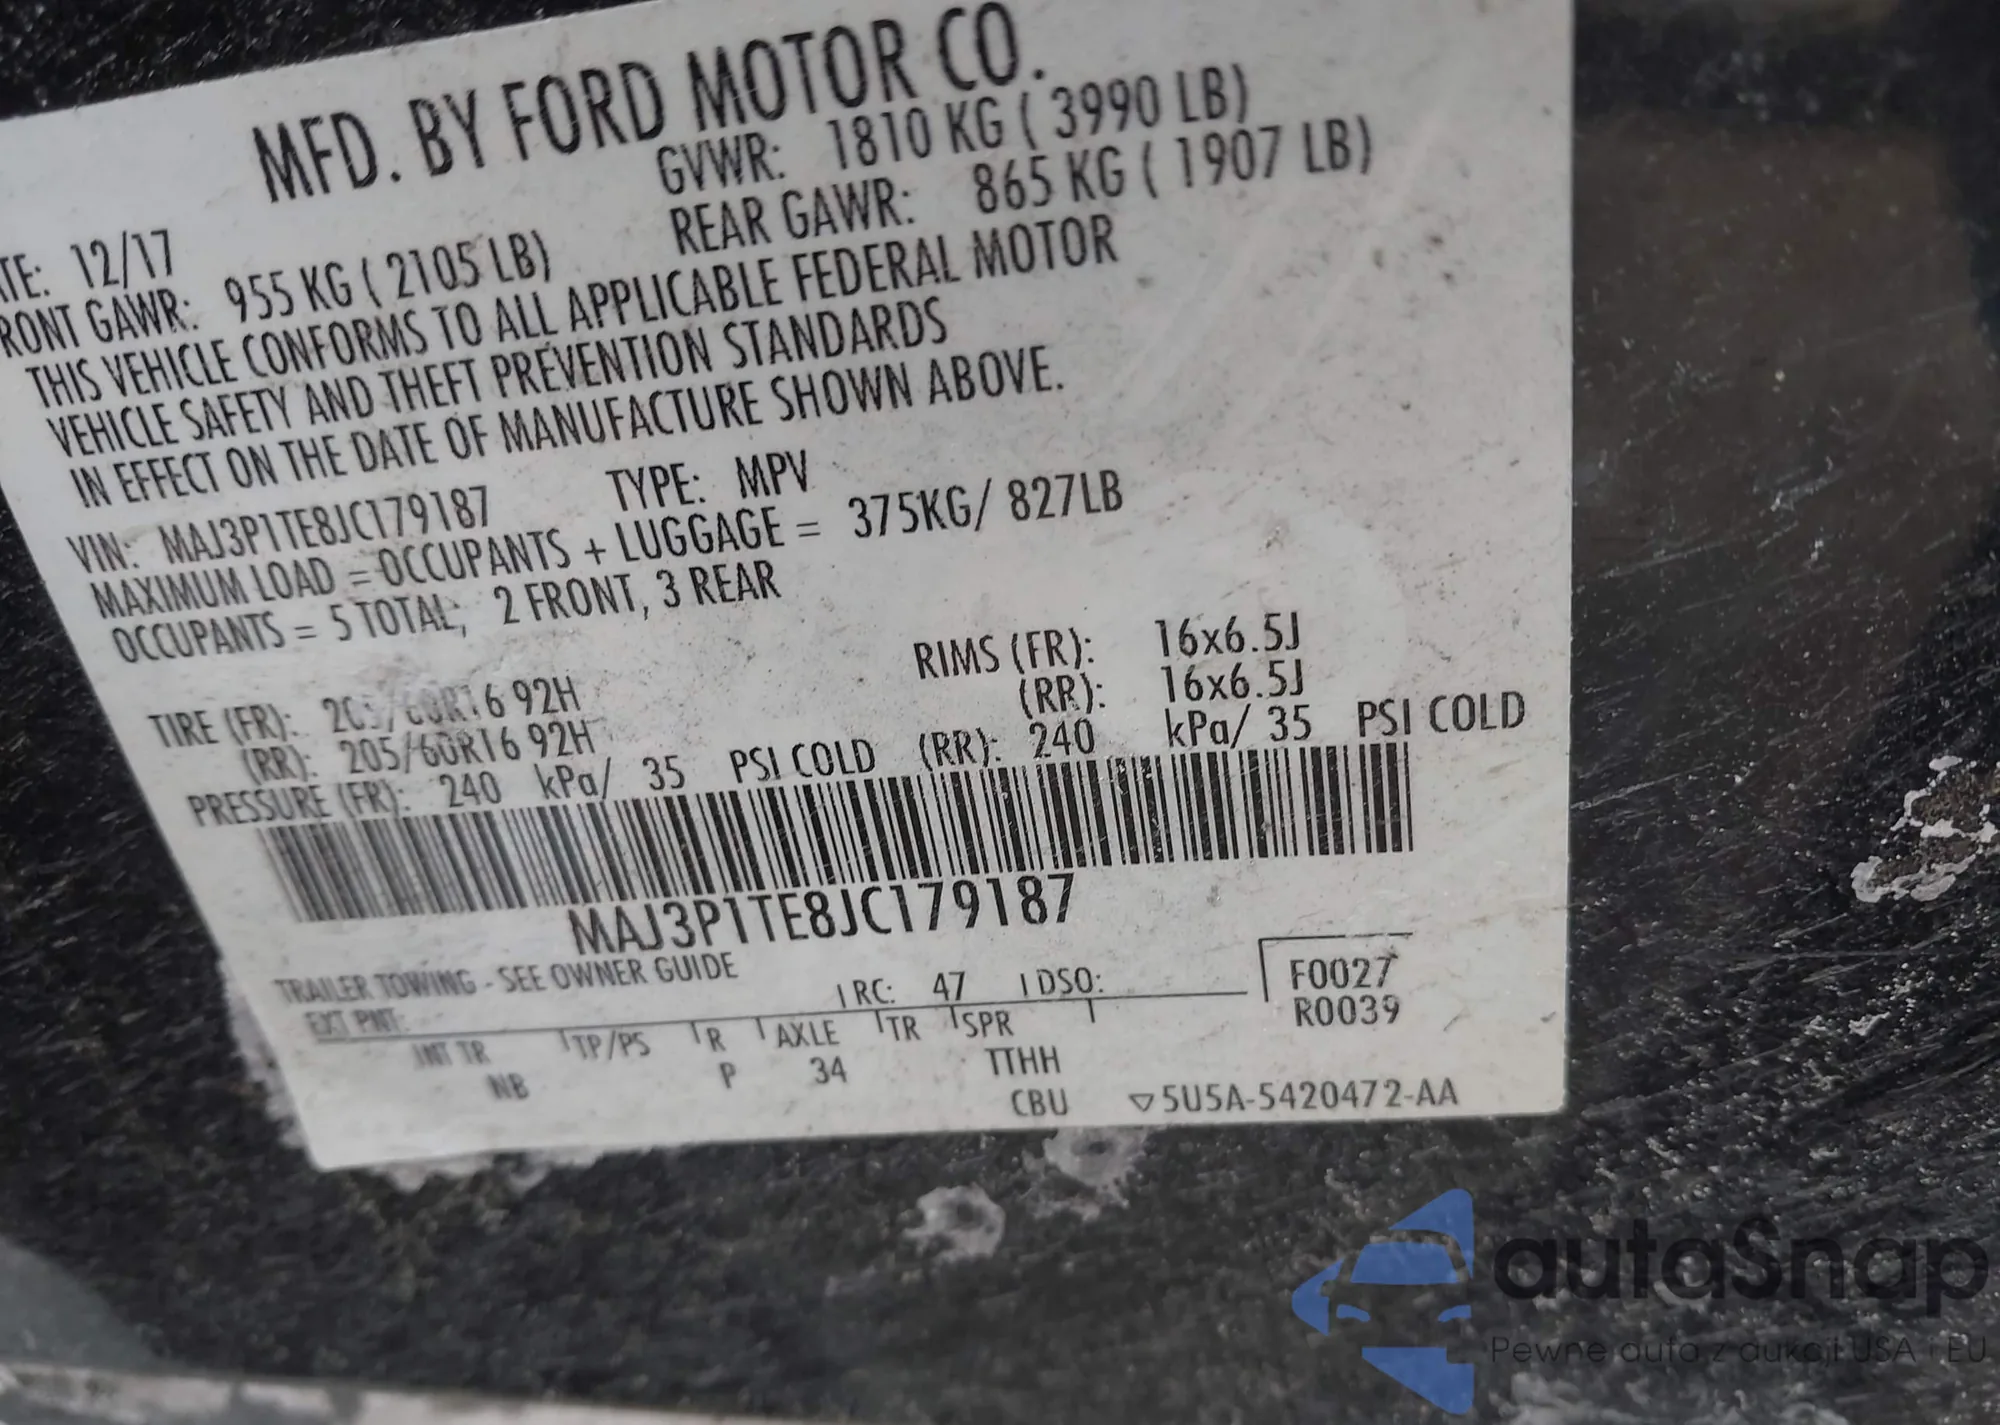 MFD. BY FORD MOTOR CO.
GVWR: 1810 KG ( 3990 LB)
TE: 12/17 REAR GAWR: 865 KG ( 1907 LB)
RONT GAWR: 955 KG ( 2105 LB)
THIS VEHICLE CONFORMS TO ALL APPLICABLE FEDERAL MOTOR
VEHICLE SAFETY AND THEFT PREVENTION STANDARDS
IN EFFECT ON THE DATE OF MANUFACTURE SHOWN ABOVE.
VIN: MAJ3P1TE8JC179187 TYPE: MPV
MAXIMUM LOAD = OCCUPANTS + LUGGAGE = 375KG/ 827LB
OCCUPANTS = 5 TOTAL; 2 FRONT, 3 REAR
TIRE (FR): 205/60R16 92H RIMS (FR): 16x6.5J
(RR): 205/60R16 92H (RR): 16x6.5J
PRESSURE (FR): 240 kPa/ 35 PSI COLD (RR): 240 kPa/ 35 PSI COLD
MAJ3P1TE8JC179187
TRAILER TOWING - SEE OWNER GUIDE
EXT PNT: RC: 47 DSO: F0027
R0039
INT TR TP/PS R AXLE TR SPR
NB P 34 TTHH
CBU ▽5U5A-5420472-AA
autaSnap
Pewne auta z aukcji USA i EU